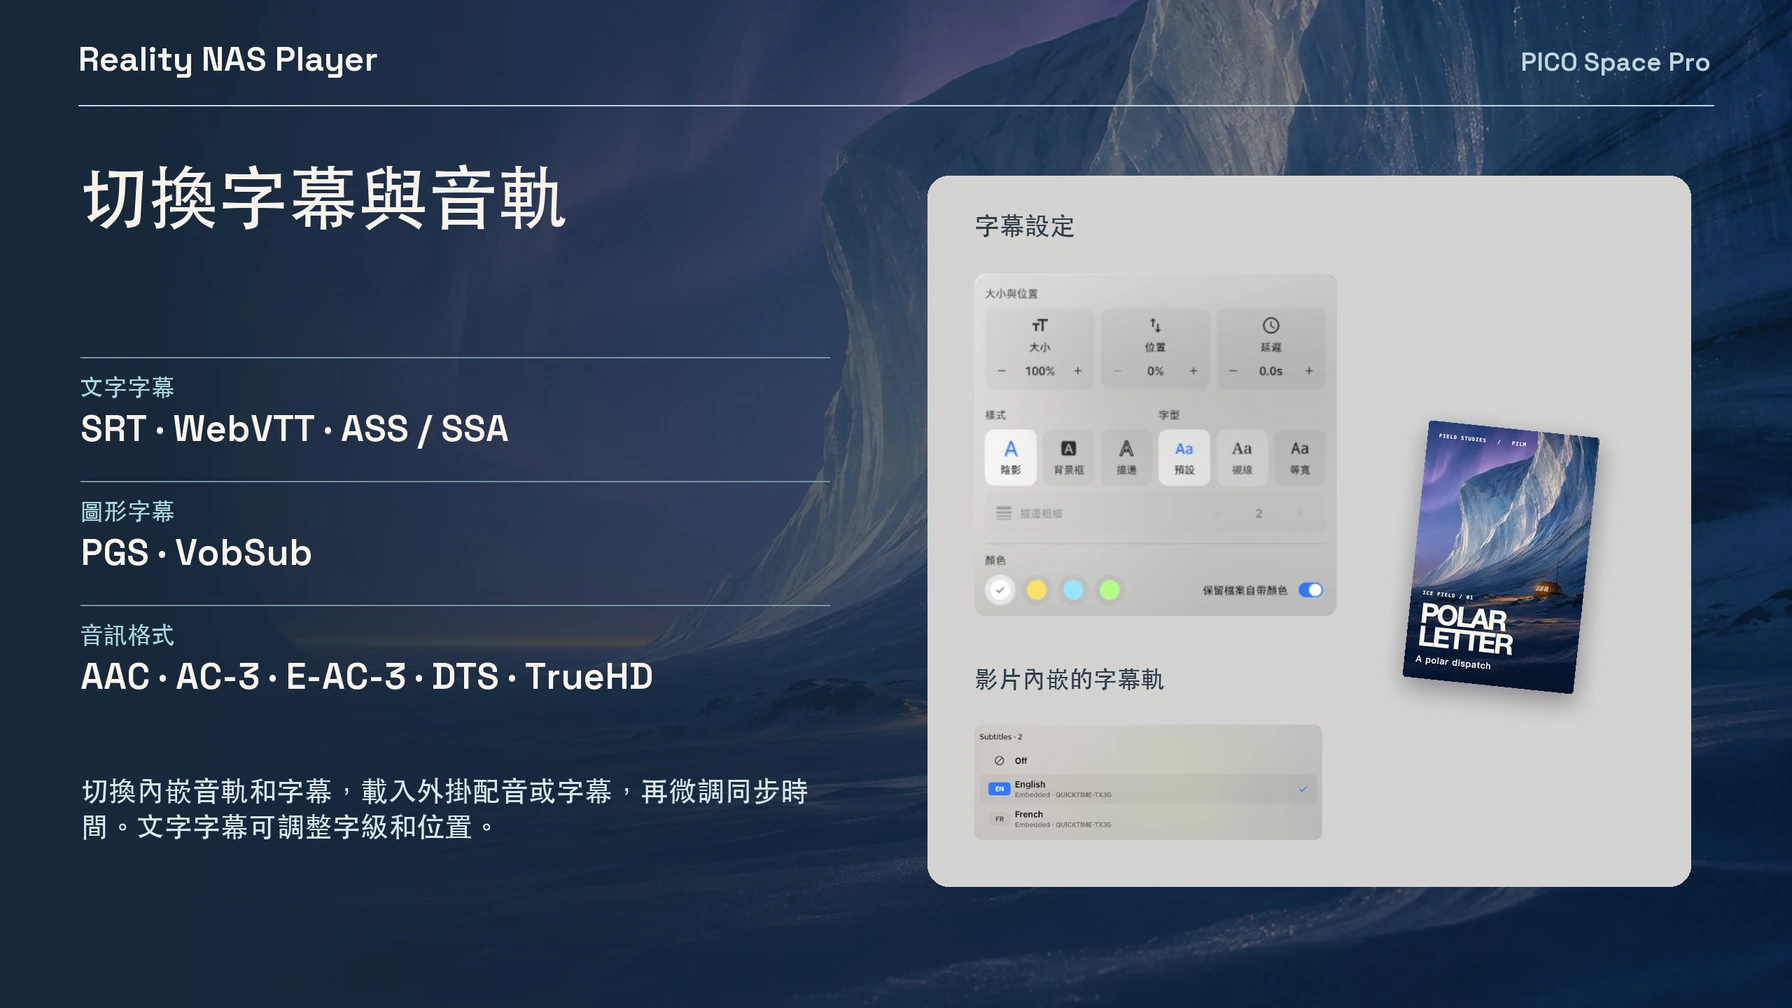 Reality NAS Player
PICO Space Pro
切換字幕與音軌
文字字幕
SRT · WebVTT · ASS / SSA
圖形字幕
PGS · VobSub
音訊格式
AAC · AC-3 · E-AC-3 · DTS · TrueHD
切換內嵌音軌和字幕，載入外掛配音或字幕，再微調同步時
間。文字字幕可調整字級和位置。
字幕設定
大小與位置
大小
位置
延遲
− 100% +
− 0% +
− 0.0s +
樣式
字型
陰影
背景框
描邊
預設
襯線
等寬
描邊粗細
− 2 +
顏色
保留檔案自帶顏色
影片內嵌的字幕軌
Subtitles · 2
Off
EN English
Embedded · QUICKTIME-TX3G
FR French
Embedded · QUICKTIME-TX3G
FIELD STUDIES / FILM
ICE FIELD / 01
POLAR
LETTER
A polar dispatch